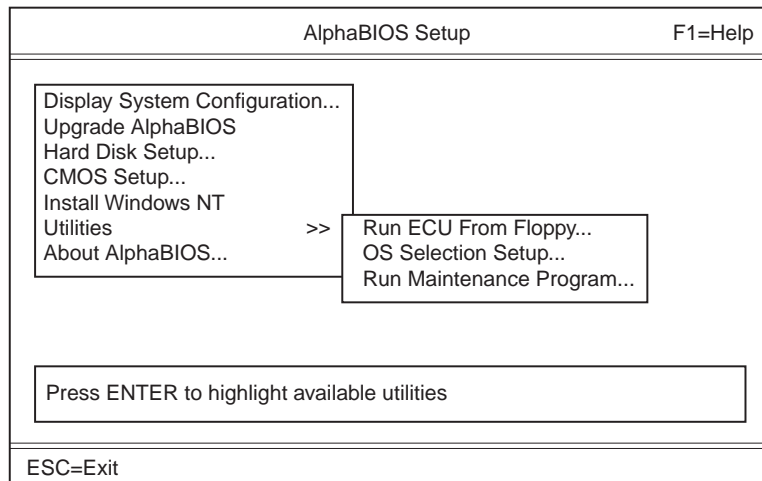 AlphaBIOS Setup F1=Help
Display System Configuration...
Upgrade AlphaBIOS
Hard Disk Setup...
CMOS Setup...
Install Windows NT
Utilities >>
About AlphaBIOS...
Run ECU From Floppy...
OS Selection Setup...
Run Maintenance Program...
Press ENTER to highlight available utilities
ESC=Exit